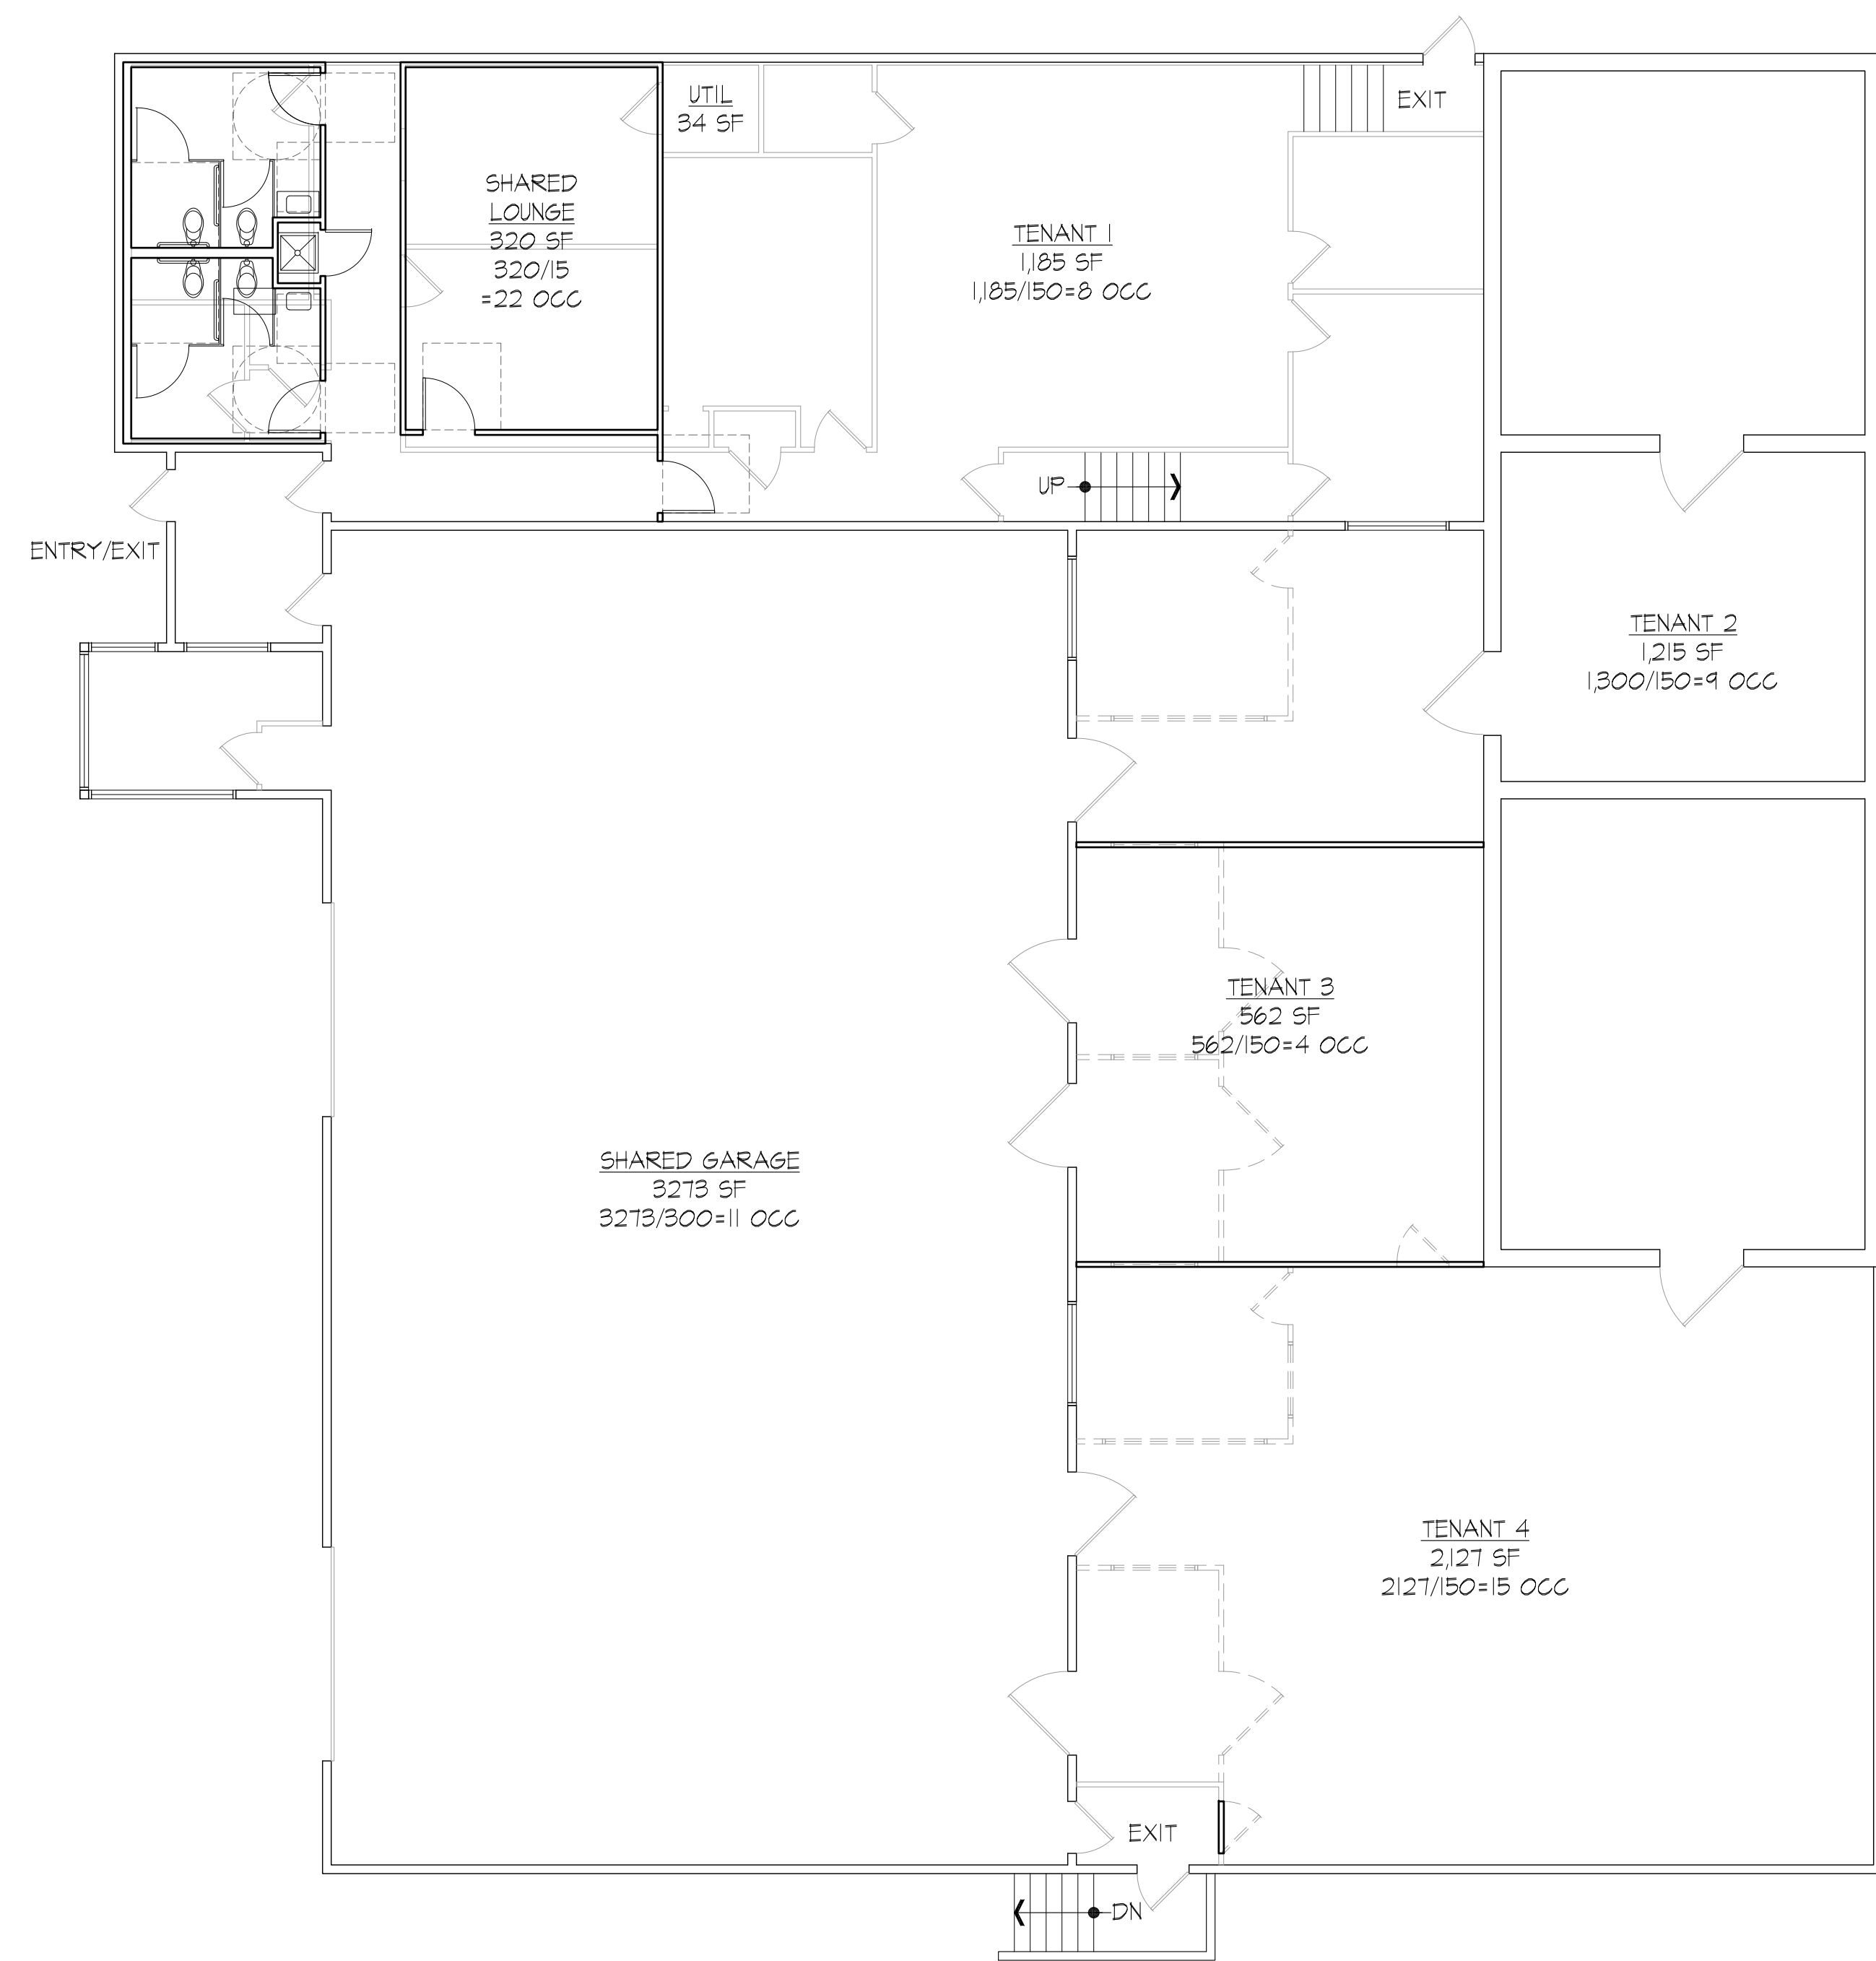 EXIT
UTIL
34 SF
SHARED
LOUNGE
320 SF
320/15
=22 OCC
TENANT 1
1,185 SF
1,185/150=8 OCC
UP
ENTRY/EXIT
TENANT 2
1,215 SF
1,300/150=9 OCC
TENANT 3
562 SF
562/150=4 OCC
SHARED GARAGE
3273 SF
3273/300=11 OCC
TENANT 4
2,127 SF
2127/150=15 OCC
EXIT
DN